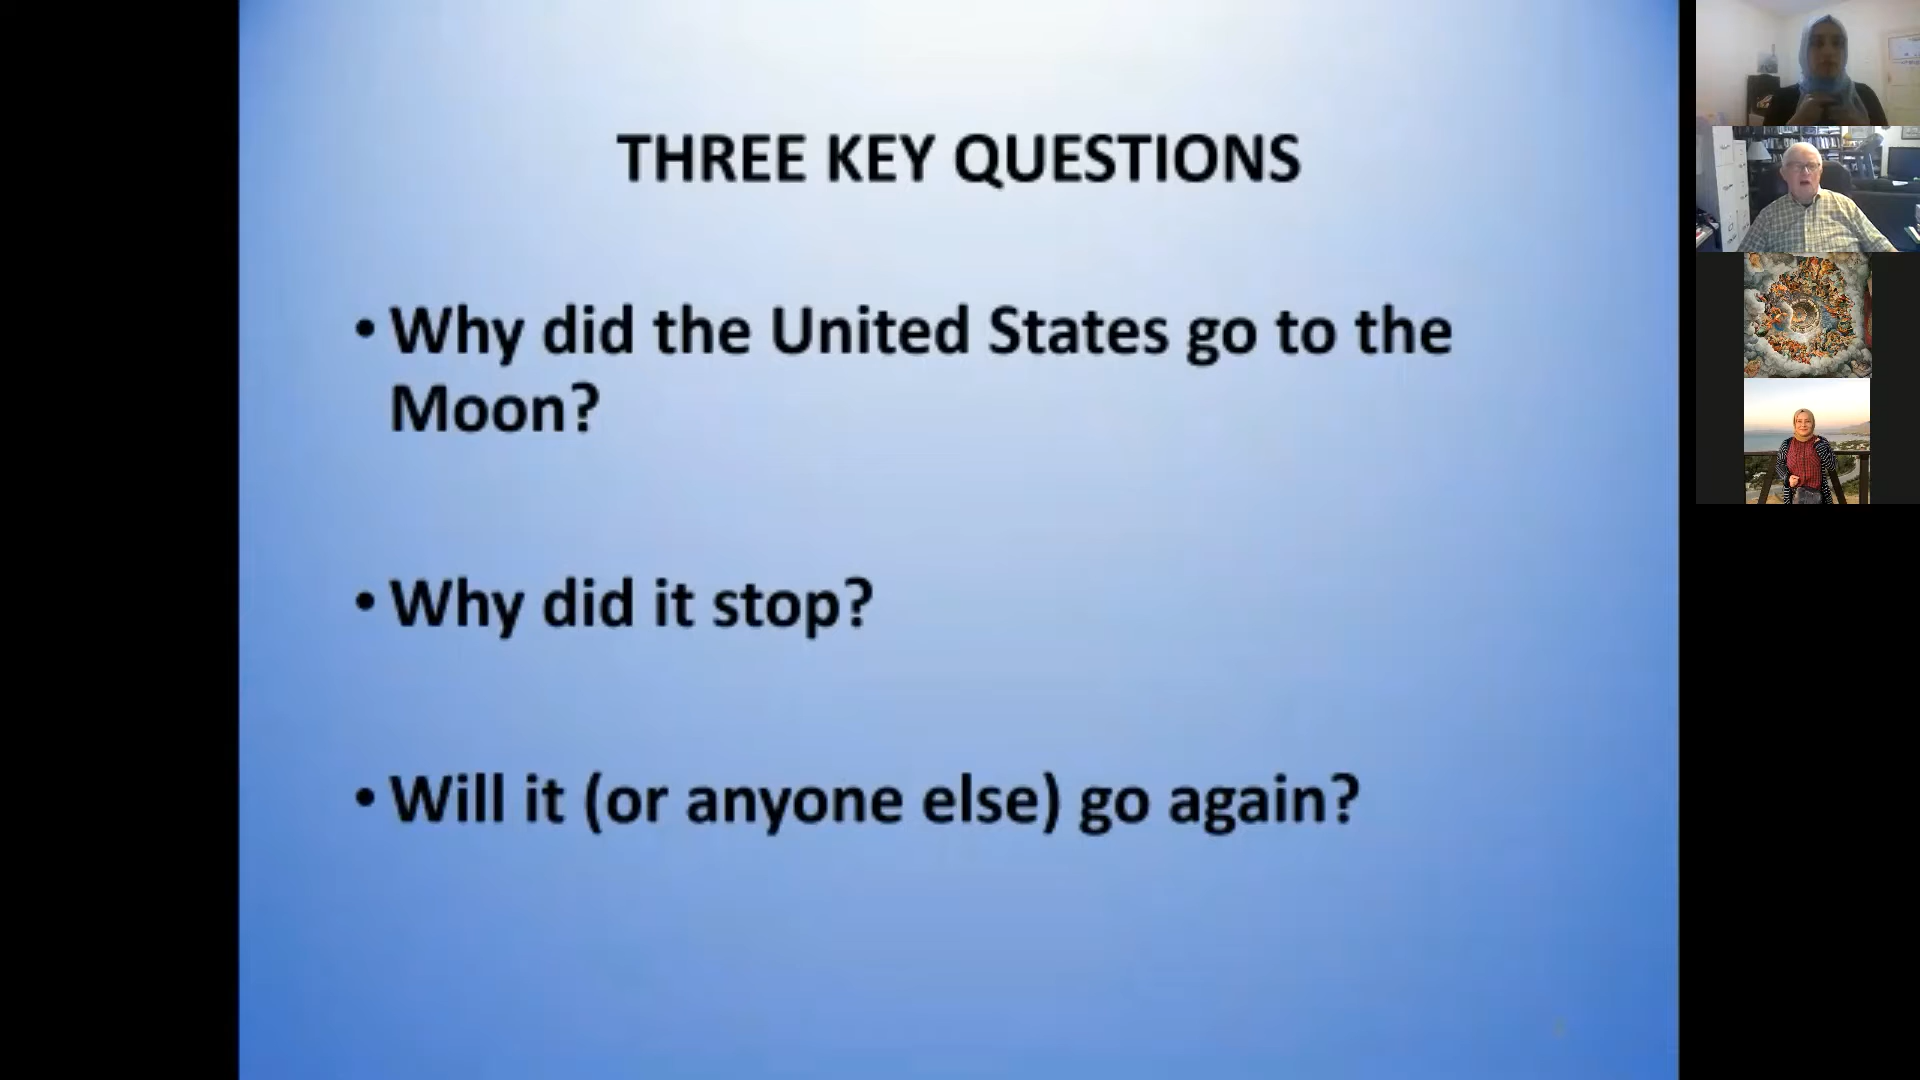 THREE KEY QUESTIONS
• Why did the United States go to the
Moon?
• Why did it stop?
• Will it (or anyone else) go again?